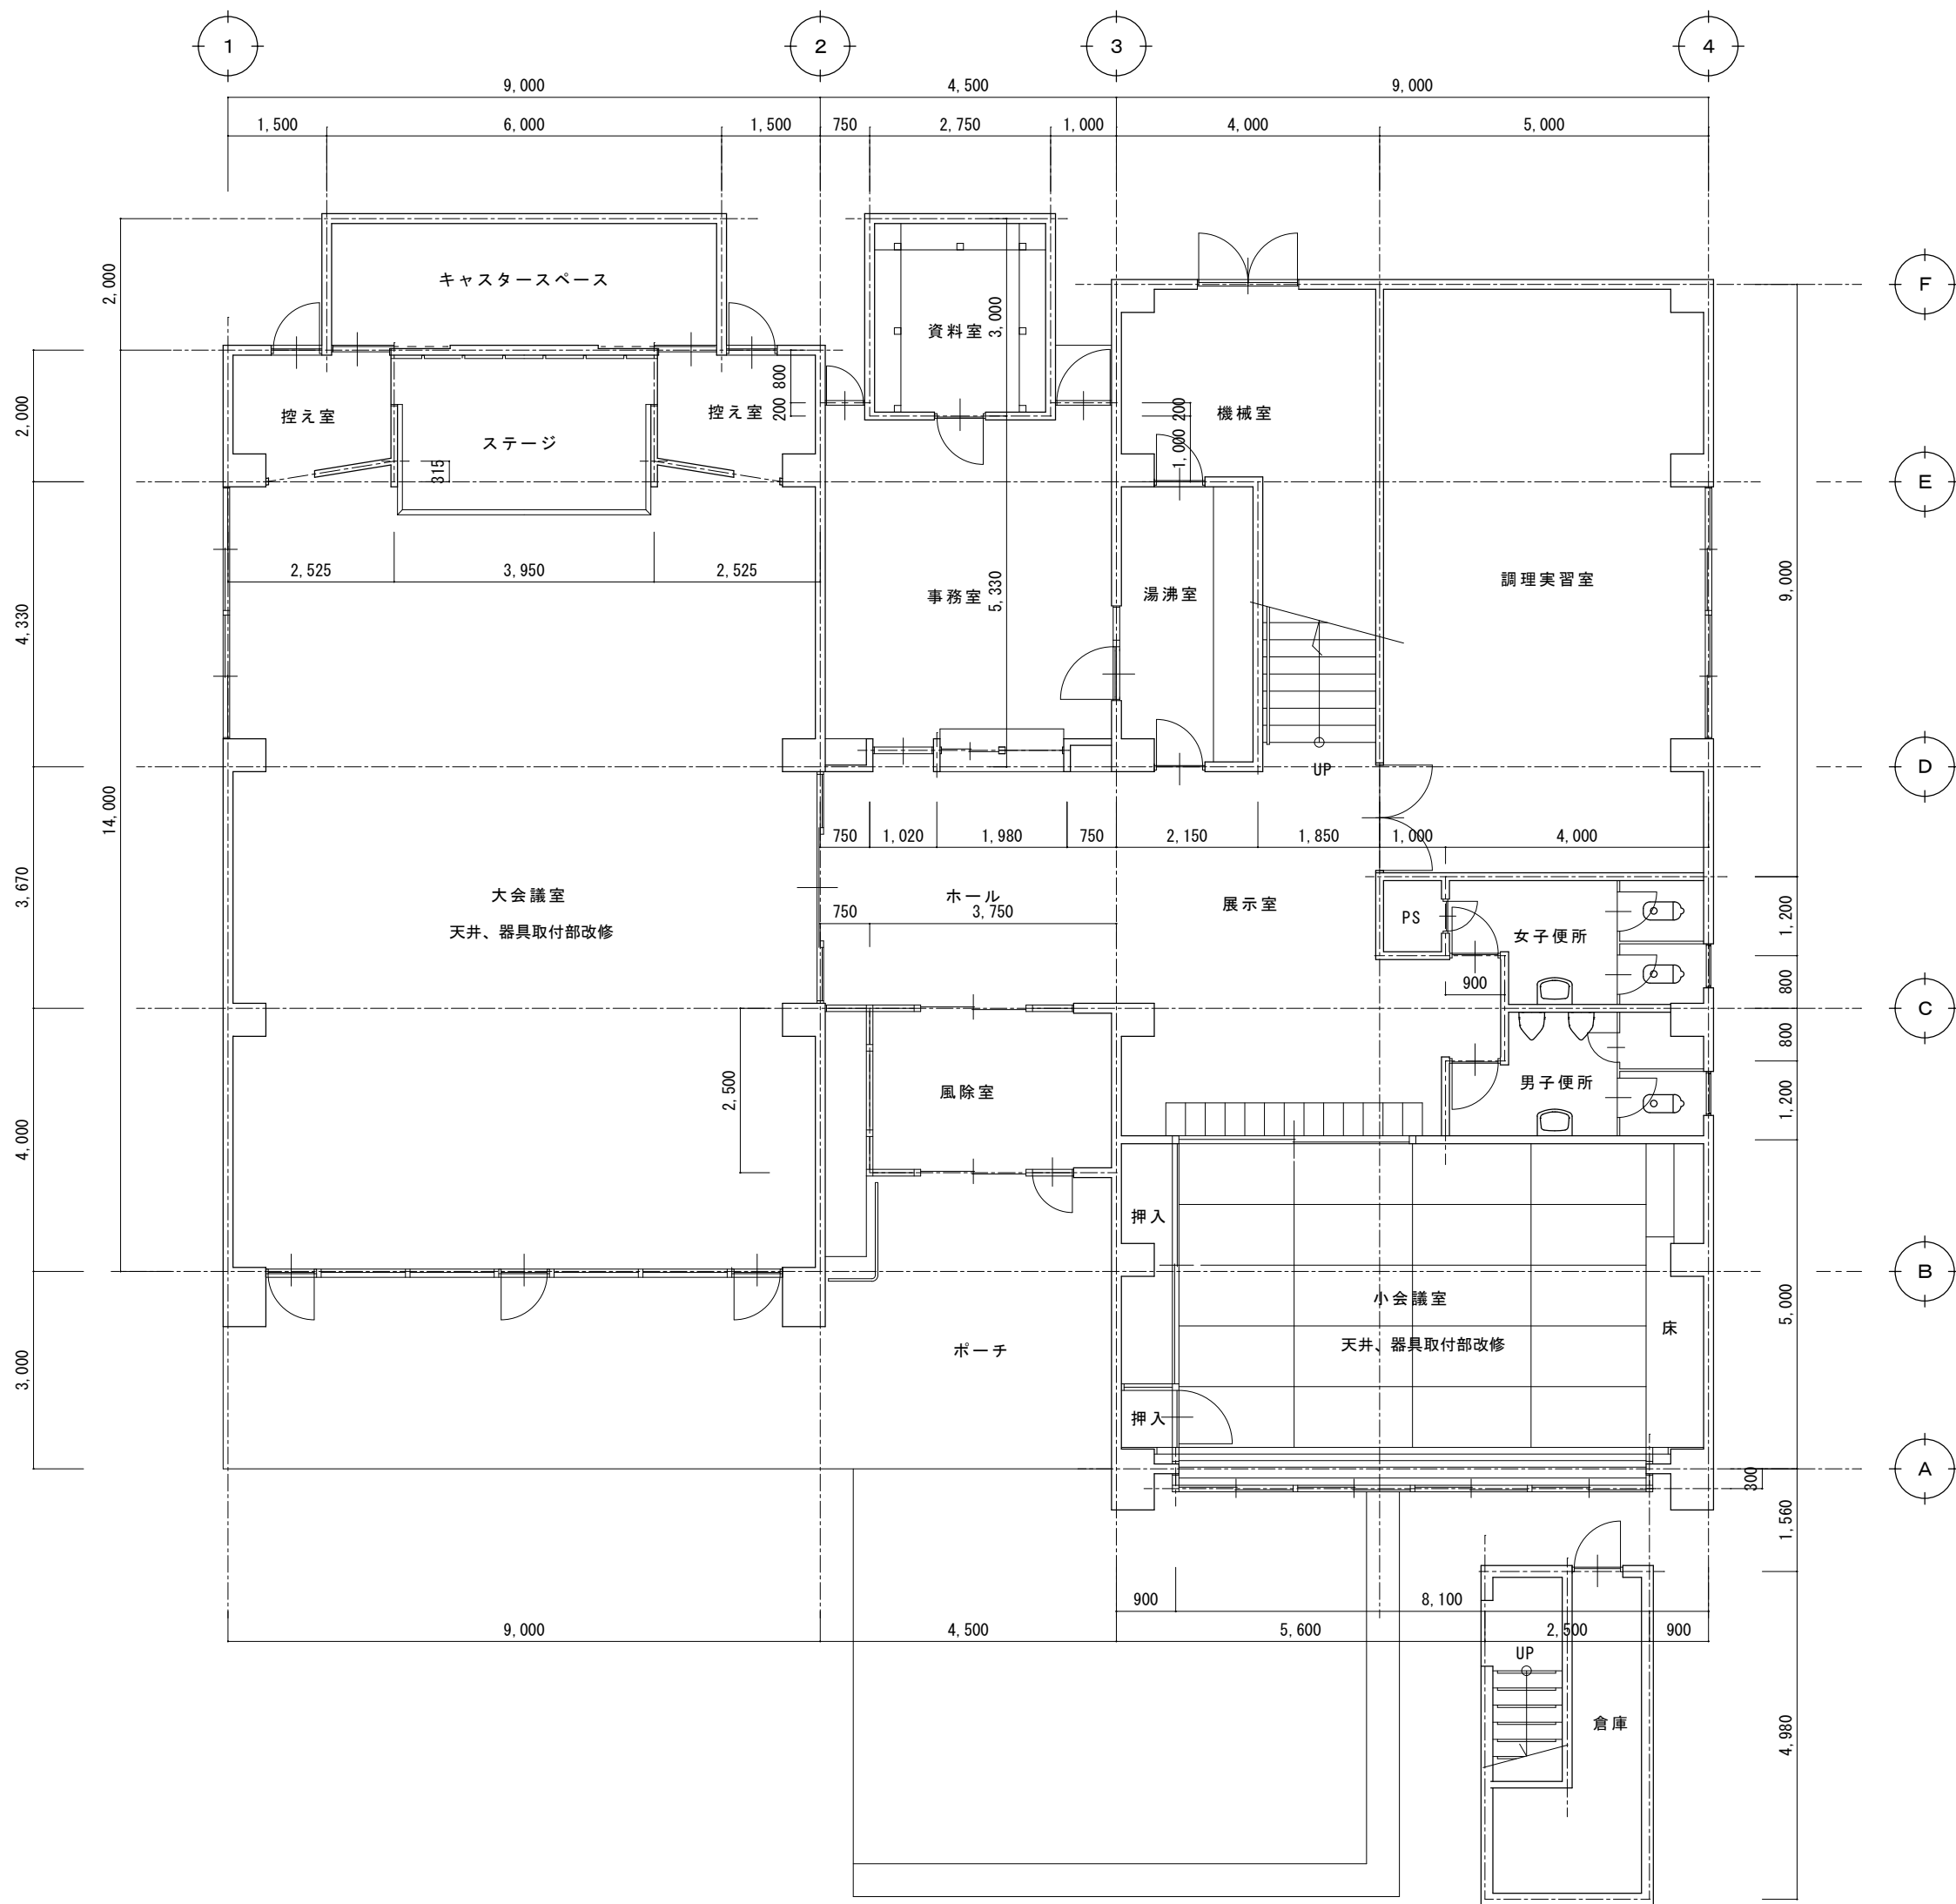 1 2 3 4
9,000 4,500 9,000
1,500 6,000 1,500 750 2,750 1,000 4,000 5,000
キャスタースペース
2,000
3,000
F
資料室
控え室
ステージ
控え室
800
200
機械室
200
1,000
2,000
315
E
2,525 3,950 2,525
事務室
5,330
湯沸室
調理実習室
9,000
4,330
UP
D
14,000
750 1,020 1,980 750 2,150 1,850 1,000 4,000
3,670
大会議室
天井、器具取付部改修
ホール
750 3,750
展示室
PS
女子便所
1,200
900
800
C
800
2,500
風除室
男子便所
1,200
4,000
押入
B
小会議室
天井、器具取付部改修
床
5,000
ポーチ
3,000
押入
A
300
1,560
900 8,100
9,000 4,500 5,600 2,500 900
UP
倉庫
4,980